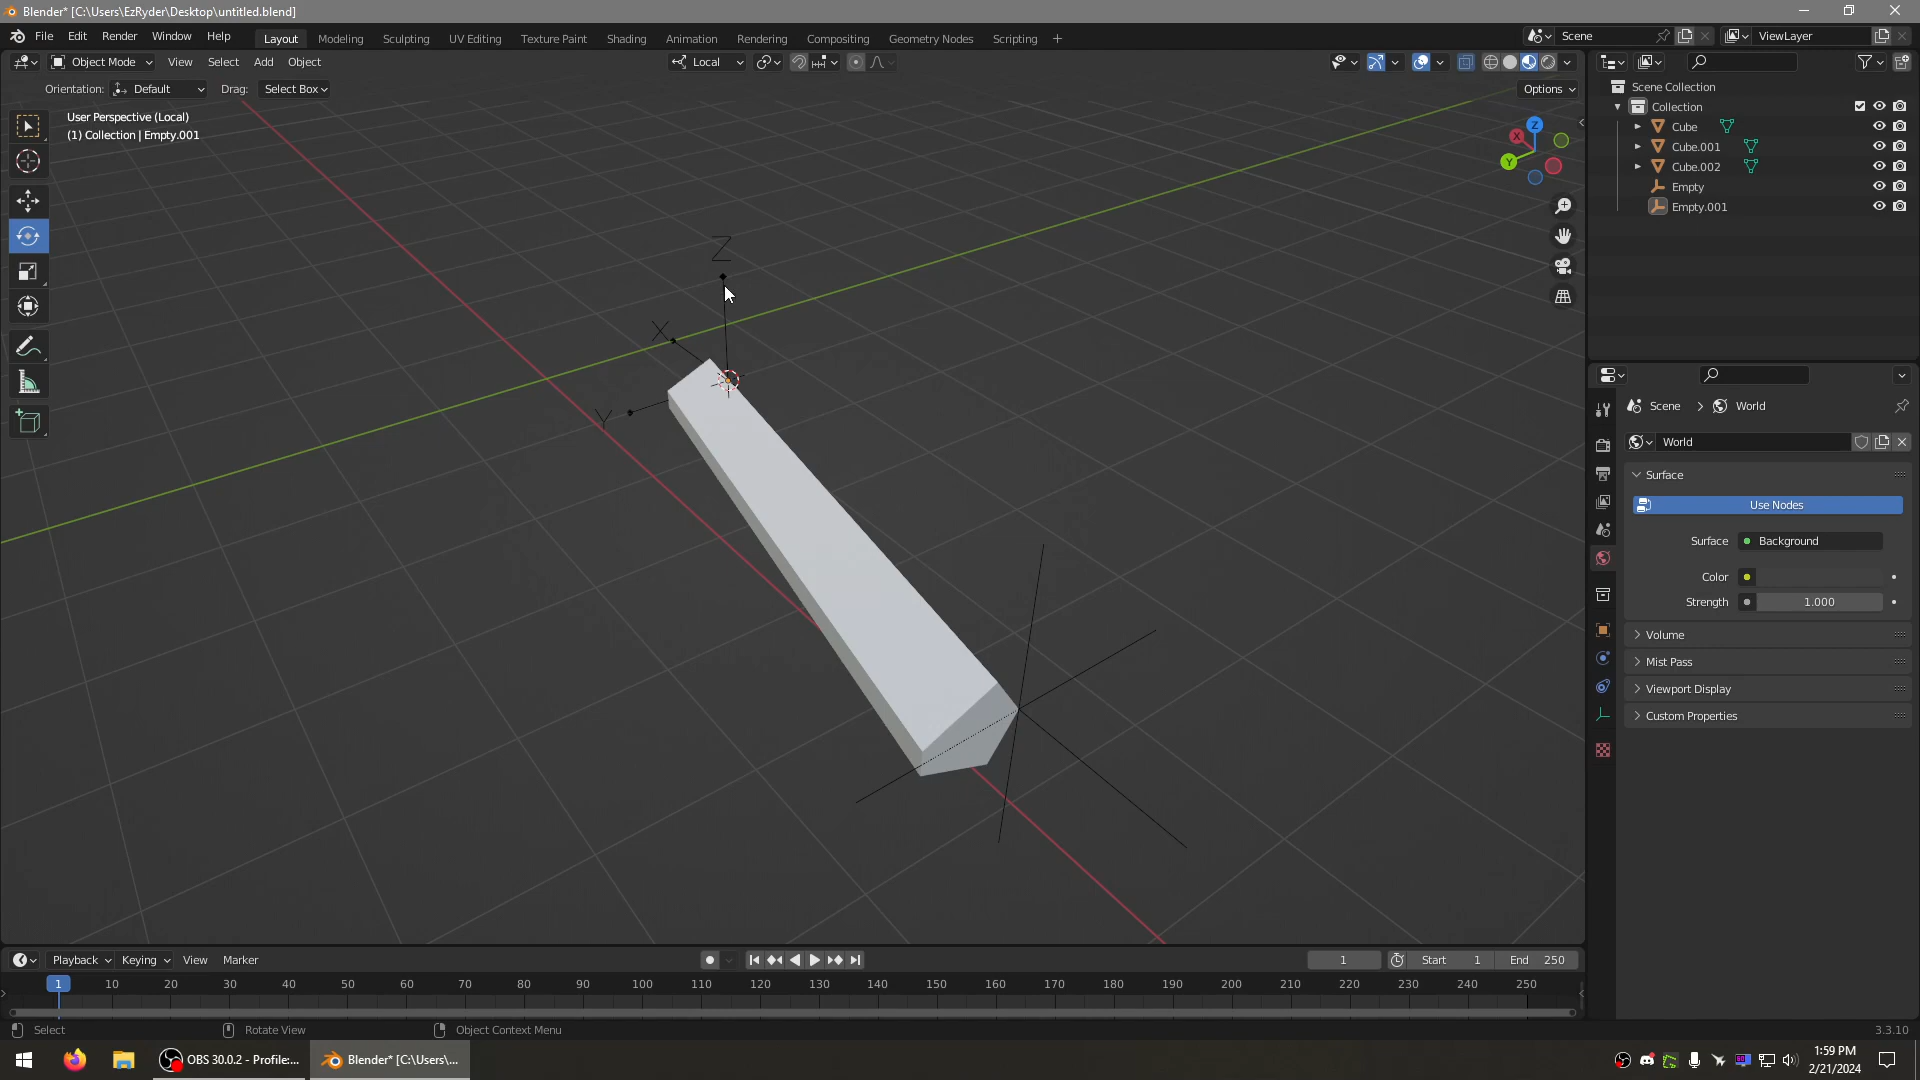 Blender* [C:\Users\EzRyder\Desktop\untitled.blend]
File Edit Render Window Help Layout Modeling Sculpting UV Editing Texture Paint Shading Animation Rendering Compositing Geometry Nodes Scripting + Scene ViewLayer
Object Mode View Select Add Object Local
Orientation: Default Drag: Select Box Options
User Perspective (Local)
(1) Collection | Empty.001
Scene Collection
Collection
Cube
Cube.001
Cube.002
Empty
Empty.001
Z
X
Y
Z
X
Y
Scene > World
World
Surface
Use Nodes
Surface Background
Color
Strength 1.000
Volume
Mist Pass
Viewport Display
Custom Properties
Playback Keying View Marker 1 Start 1 End 250
1 10 20 30 40 50 60 70 80 90 100 110 120 130 140 150 160 170 180 190 200 210 220 230 240 250
Select Rotate View Object Context Menu 3.3.10
OBS 30.0.2 - Profile:... Blender* [C:\Users\... 1:59 PM
2/21/2024